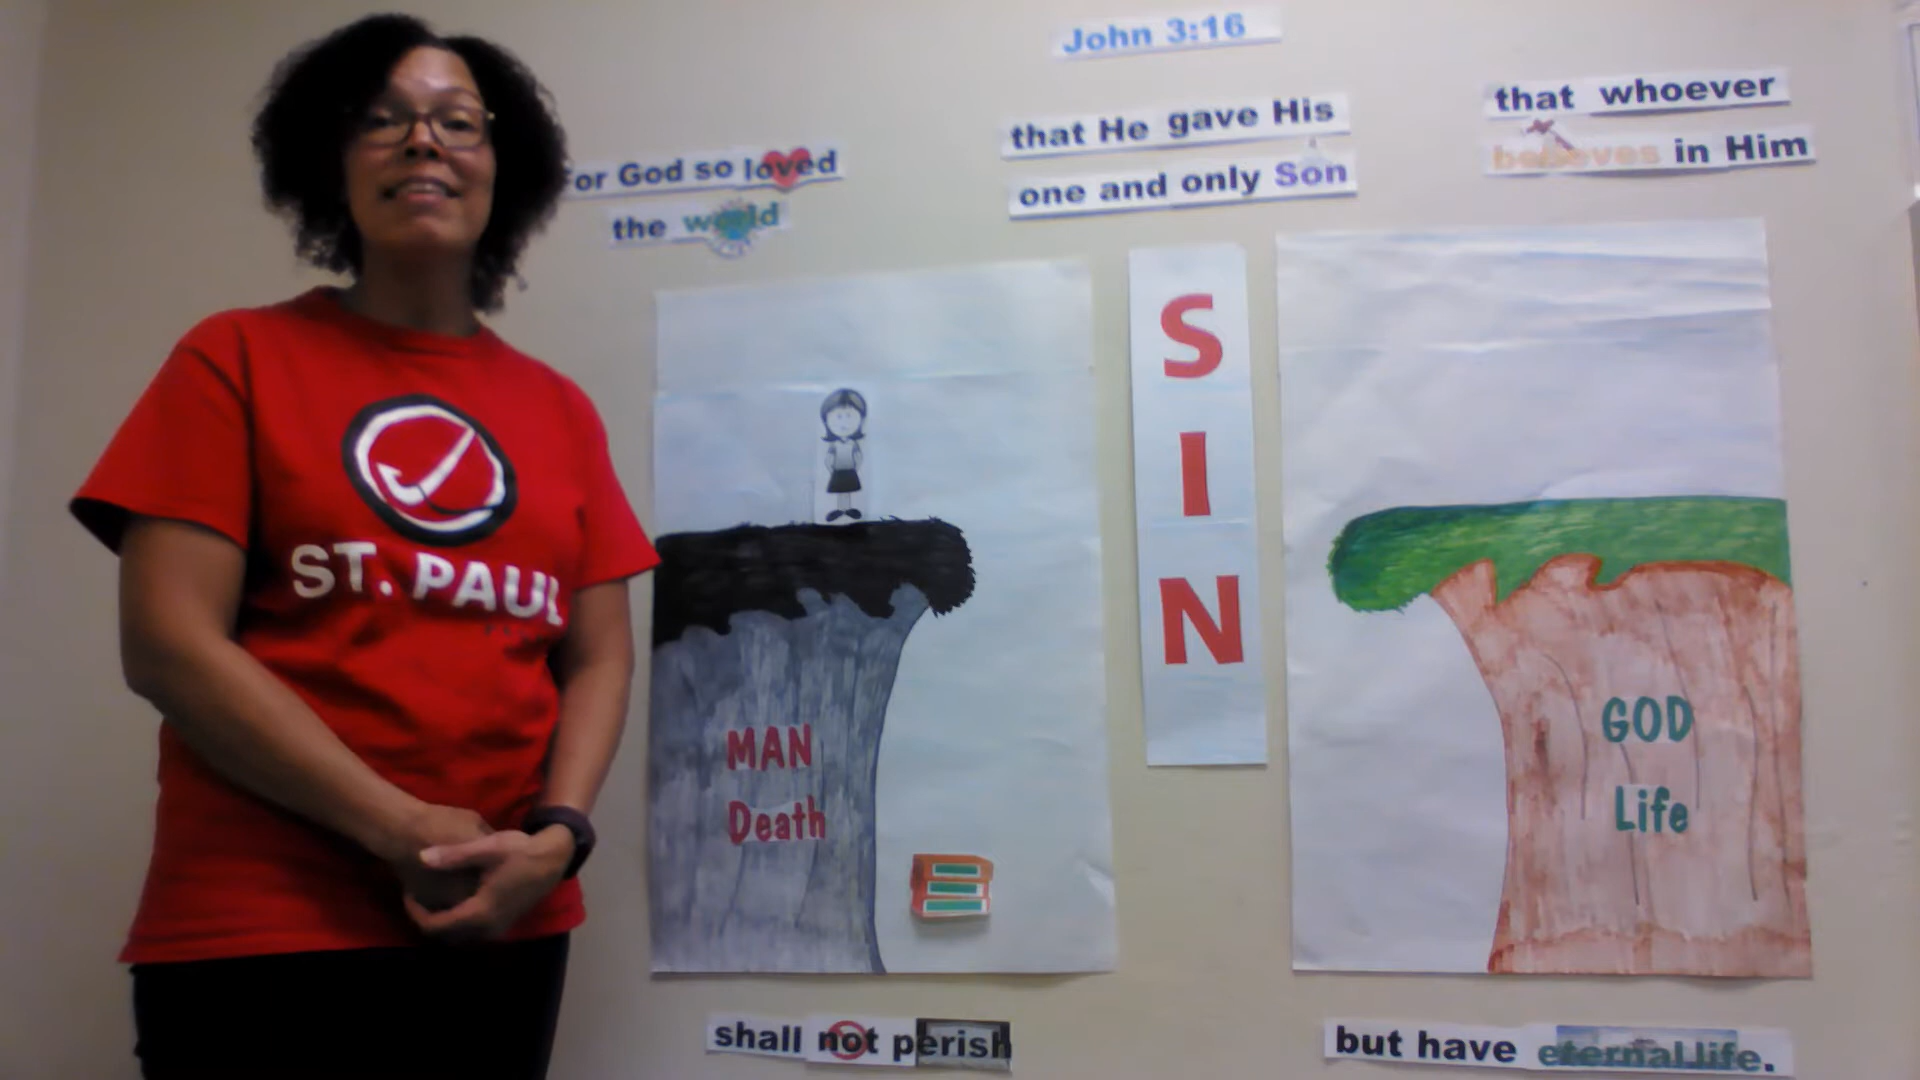 John 3:16
or God so loved
the world
that He gave His
one and only Son
that whoever
believes in Him
S
I
N
ST. PAUL
MAN
Death
GOD
Life
shall not perish
but have eternal life.